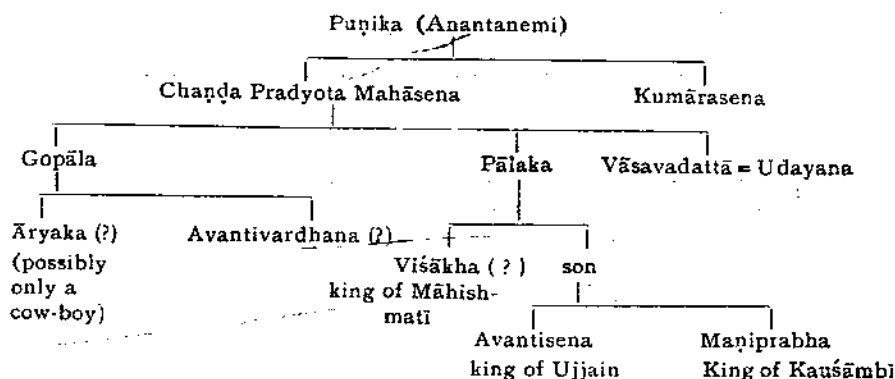 Puṇika (Anantanemi)
Chaṇḍa Pradyota Mahāsena Kumārasena
Gopāla Pālaka Vāsavadattā = Udayana
Āryaka (?) Avantivardhana (?) Viśākha (?) son
(possibly only a cow-boy) king of Māhish-
matī
Avantisena Maṇiprabha
king of Ujjain King of Kauśāmbī